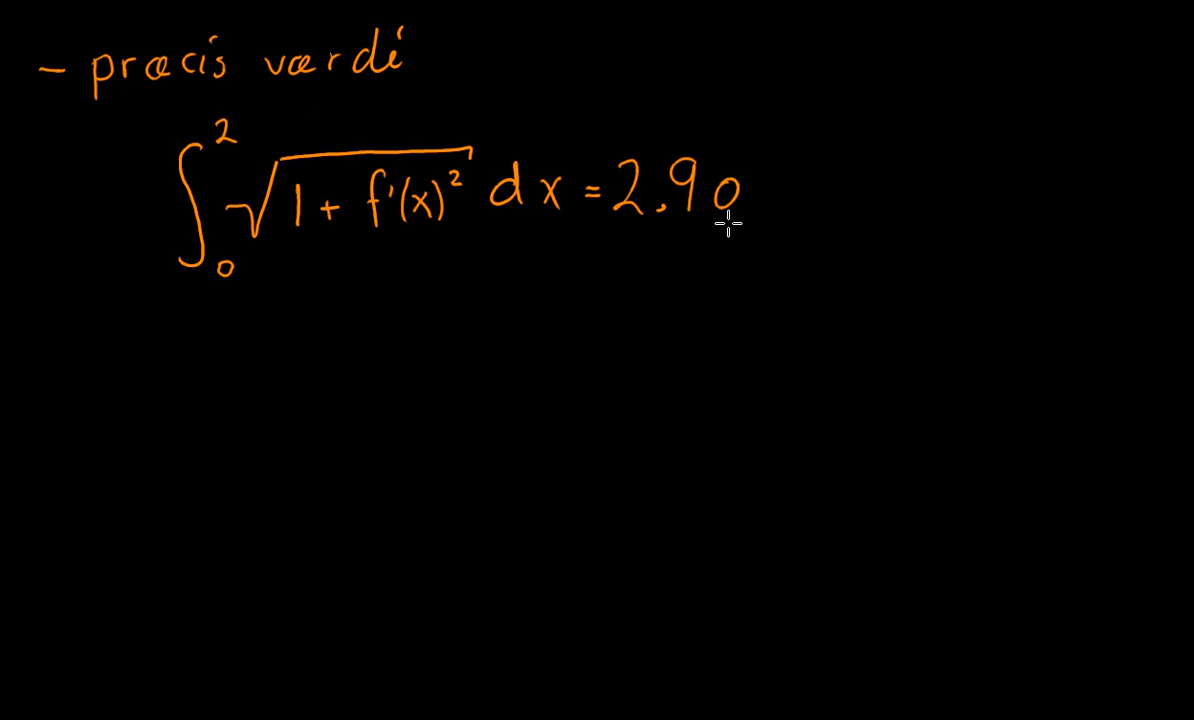 - præcis værdi
∫₀² √(1 + f'(x)²) dx = 2.90